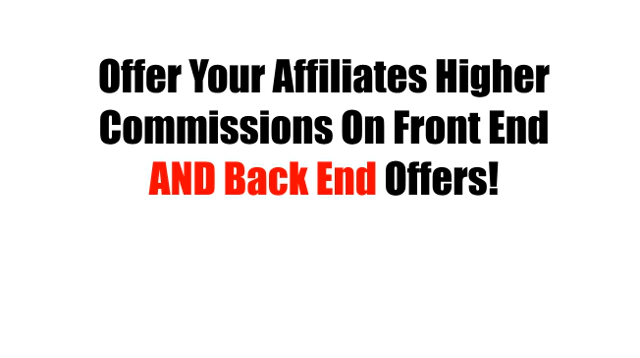 Offer Your Affiliates Higher
Commissions On Front End
AND Back End Offers!